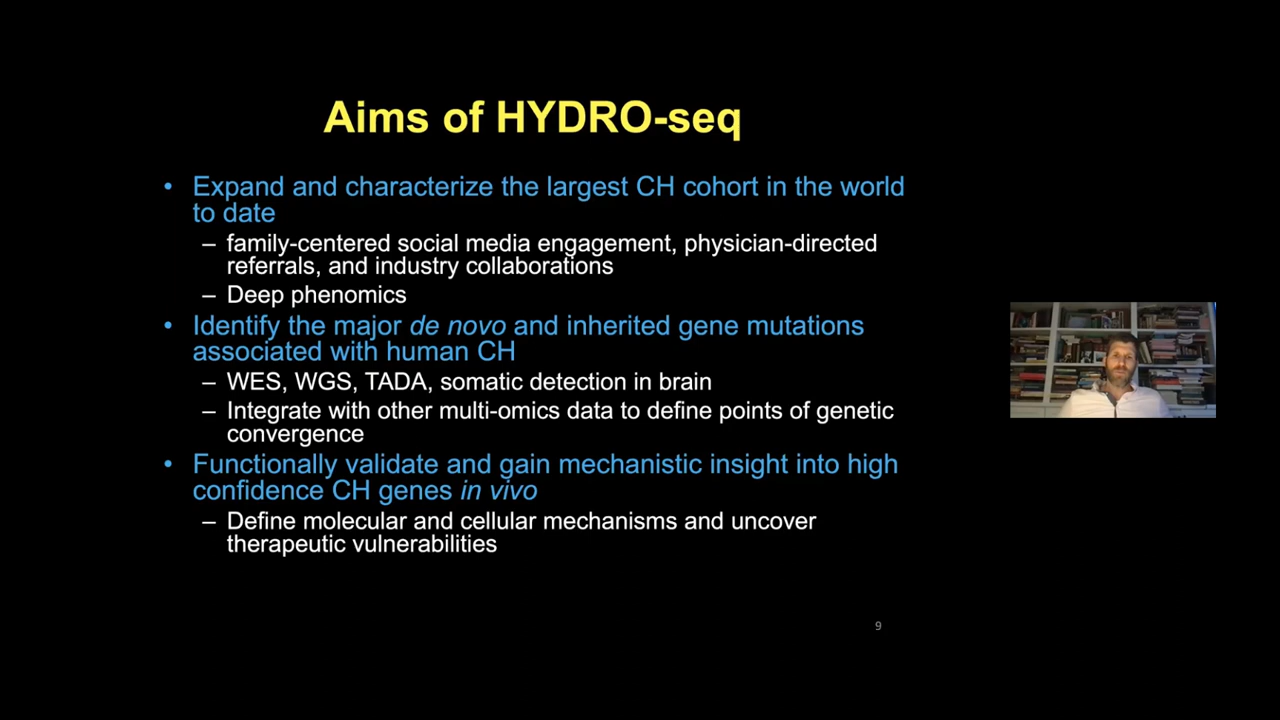 Aims of HYDRO-seq
• Expand and characterize the largest CH cohort in the world
to date
– family-centered social media engagement, physician-directed
referrals, and industry collaborations
– Deep phenomics
• Identify the major de novo and inherited gene mutations
associated with human CH
– WES, WGS, TADA, somatic detection in brain
– Integrate with other multi-omics data to define points of genetic
convergence
• Functionally validate and gain mechanistic insight into high
confidence CH genes in vivo
– Define molecular and cellular mechanisms and uncover
therapeutic vulnerabilities
9